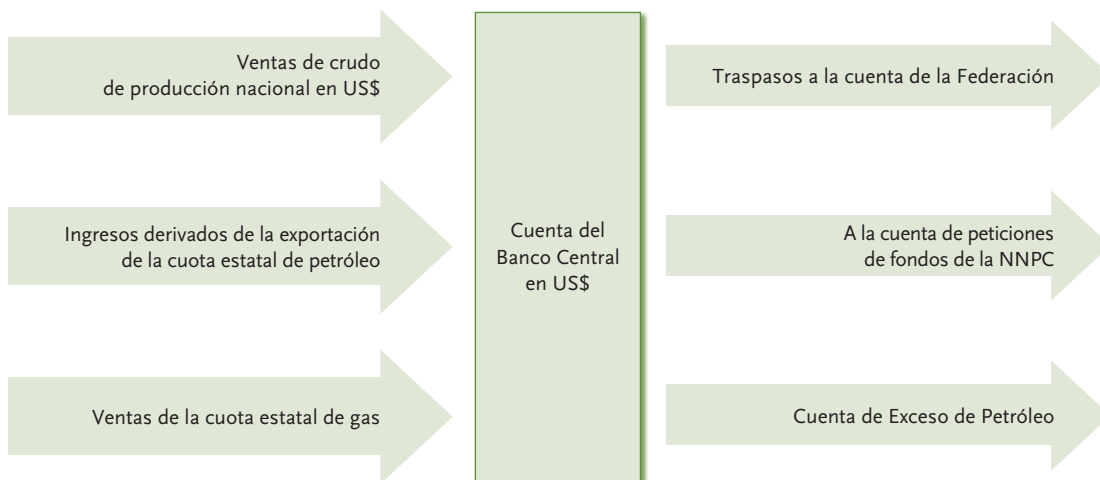 Ventas de crudo
de producción nacional en US$
Ingresos derivados de la exportación
de la cuota estatal de petróleo
Ventas de la cuota estatal de gas
Cuenta del
Banco Central
en US$
Traspasos a la cuenta de la Federación
A la cuenta de peticiones
de fondos de la NNPC
Cuenta de Exceso de Petróleo